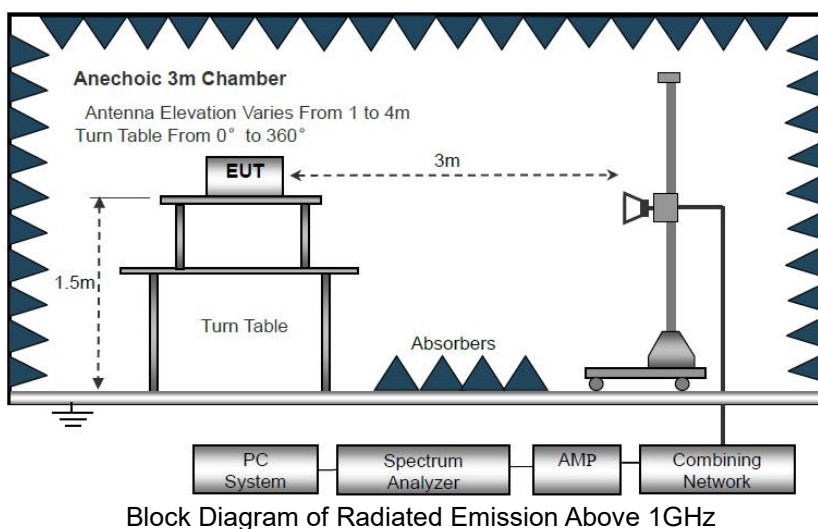 Anechoic 3m Chamber
Antenna Elevation Varies From 1 to 4m
Turn Table From 0° to 360°
EUT
3m
1.5m
Turn Table
Absorbers
PC
System
Spectrum
Analyzer
AMP
Combining
Network
Block Diagram of Radiated Emission Above 1GHz